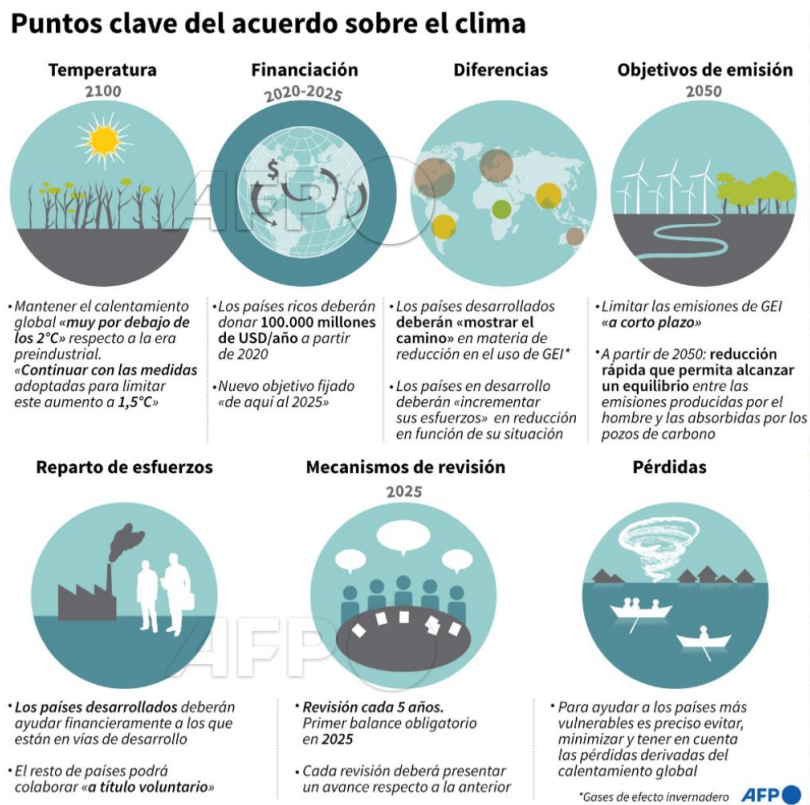 Puntos clave del acuerdo sobre el clima
Temperatura
2100
• Mantener el calentamiento
global «muy por debajo de
los 2°C» respecto a la era
preindustrial.
«Continuar con las medidas
adoptadas para limitar
este aumento a 1,5°C»
Financiación
2020-2025
$
• Los países ricos deberán
donar 100.000 millones
de USD/año a partir
de 2020
• Nuevo objetivo fijado
«de aquí al 2025»
Diferencias
• Los países desarrollados
deberán «mostrar el
camino» en materia de
reducción en el uso de GEI*
• Los países en desarrollo
deberán «incrementar
sus esfuerzos» en reducción
en función de su situación
Objetivos de emisión
2050
• Limitar las emisiones de GEI
«a corto plazo»
• A partir de 2050: reducción
rápida que permita alcanzar
un equilibrio entre las
emisiones producidas por el
hombre y las absorbidas por los
pozos de carbono
AFP
Reparto de esfuerzos
• Los países desarrollados deberán
ayudar financieramente a los que
están en vías de desarrollo
• El resto de países podrá
colaborar «a título voluntario»
Mecanismos de revisión
2025
• Revisión cada 5 años.
Primer balance obligatorio
en 2025
• Cada revisión deberá presentar
un avance respecto a la anterior
Pérdidas
• Para ayudar a los países más
vulnerables es preciso evitar,
minimizar y tener en cuenta
las pérdidas derivadas del
calentamiento global
AFP
*Gases de efecto invernadero
AFP